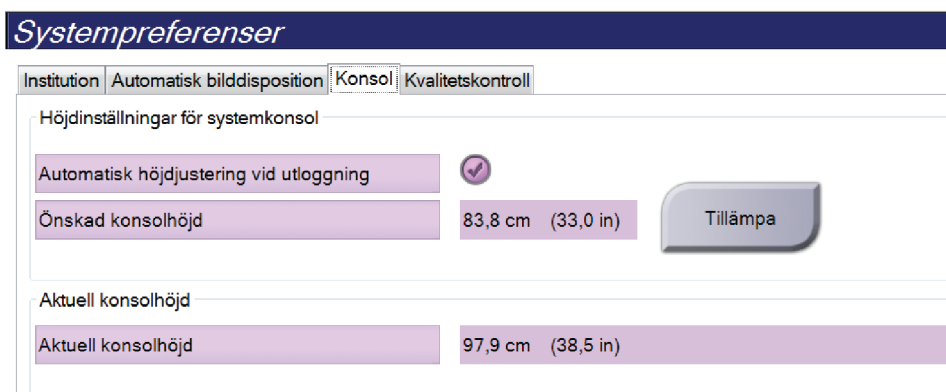 Systempreferenser
Institution Automatisk bilddisposition Konsol Kvalitetskontroll
Höjdinställningar för systemkonsol
Automatisk höjdjustering vid utloggning
Önskad konsolhöjd 83,8 cm (33,0 in) Tillämpa
Aktuell konsolhöjd
Aktuell konsolhöjd 97,9 cm (38,5 in)